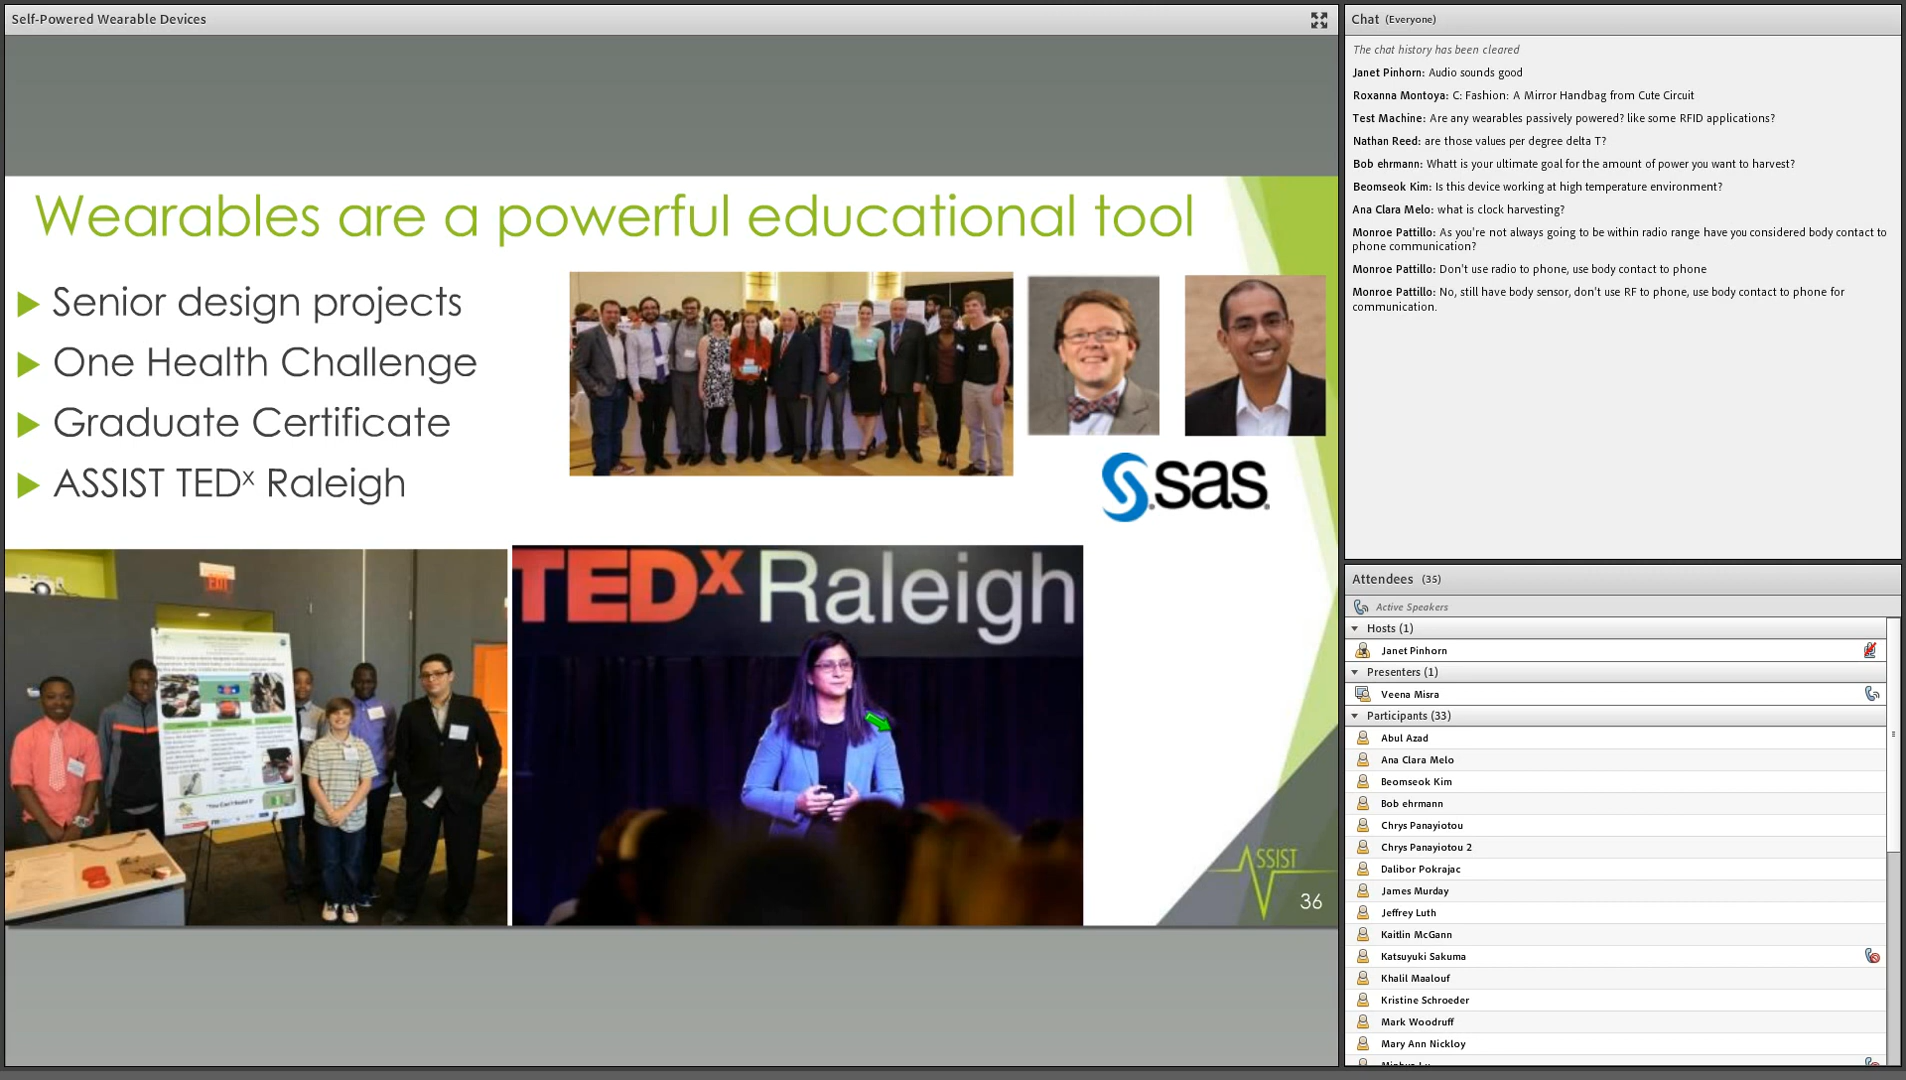 Self-Powered Wearable Devices
Wearables are a powerful educational tool
Senior design projects
One Health Challenge
Graduate Certificate
ASSIST TEDx Raleigh
sas
EXIT
"You Can't Resist It"
TEDx Raleigh
ASSIST
36
Chat (Everyone)
The chat history has been cleared
Janet Pinhorn: Audio sounds good
Roxanna Montoya: C: Fashion: A Mirror Handbag from Cute Circuit
Test Machine: Are any wearables passively powered? like some RFID applications?
Nathan Reed: are those values per degree delta T?
Bob ehrmann: Whatt is your ultimate goal for the amount of power you want to harvest?
Beomseok Kim: Is this device working at high temperature environment?
Ana Clara Melo: what is clock harvesting?
Monroe Pattillo: As you're not always going to be within radio range have you considered body contact to
phone communication?
Monroe Pattillo: Don't use radio to phone, use body contact to phone
Monroe Pattillo: No, still have body sensor, don't use RF to phone, use body contact to phone for
communication.
Attendees (35)
Active Speakers
Hosts (1)
Janet Pinhorn
Presenters (1)
Veena Misra
Participants (33)
Abul Azad
Ana Clara Melo
Beomseok Kim
Bob ehrmann
Chrys Panayiotou
Chrys Panayiotou 2
Dalibor Pokrajac
James Murday
Jeffrey Luth
Kaitlin McGann
Katsuyuki Sakuma
Khalil Maalouf
Kristine Schroeder
Mark Woodruff
Mary Ann Nickloy